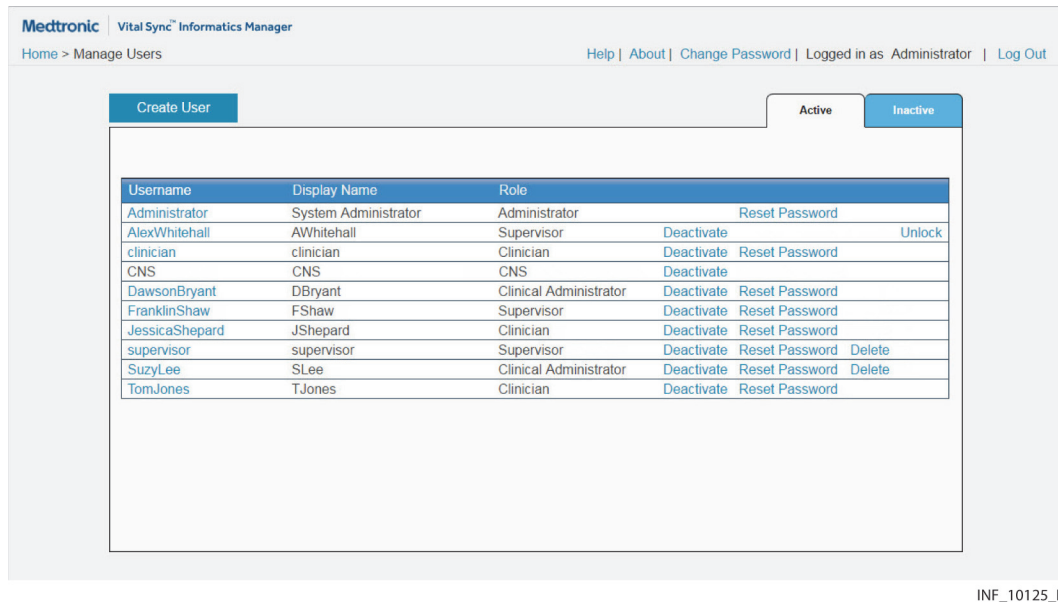 Medtronic Vital Sync™ Informatics Manager
Home > Manage Users Help | About | Change Password | Logged in as Administrator | Log Out
Create User Active Inactive
Username Display Name Role
Administrator System Administrator Administrator Reset Password
AlexWhitehall AWhitehall Supervisor Deactivate Unlock
clinician clinician Clinician Deactivate Reset Password
CNS CNS CNS Deactivate
DawsonBryant DBryant Clinical Administrator Deactivate Reset Password
FranklinShaw FShaw Supervisor Deactivate Reset Password
JessicaShepard JShepard Clinician Deactivate Reset Password
supervisor supervisor Supervisor Deactivate Reset Password Delete
SuzyLee SLee Clinical Administrator Deactivate Reset Password Delete
TomJones TJones Clinician Deactivate Reset Password
INF_10125_